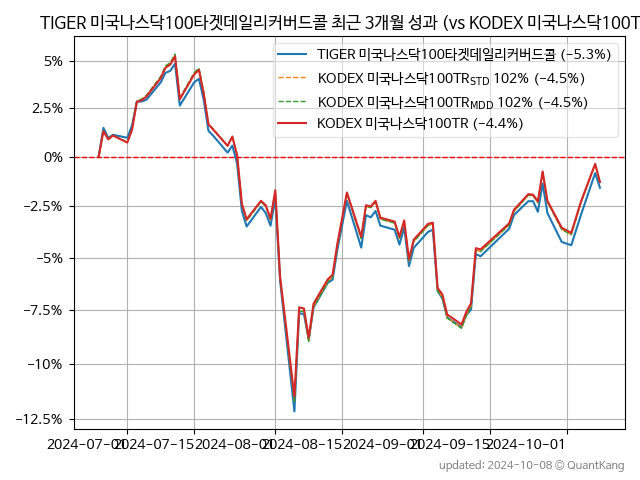 TIGER 미국나스닥100타겟데일리커버드콜 최근 3개월 성과 (vs KODEX 미국나스닥100T
TIGER 미국나스닥100타겟데일리커버드콜 (−5.3%)
KODEX 미국나스닥100TR STD 102% (−4.5%)
KODEX 미국나스닥100TR MDD 102% (−4.5%)
KODEX 미국나스닥100TR (−4.4%)
5%
2.5%
0%
−2.5%
−5%
−7.5%
−10%
−12.5%
2024-07-01 2024-07-15 2024-08-01 2024-08-15 2024-09-01 2024-09-15 2024-10-01
updated: 2024-10-08 © QuantKang